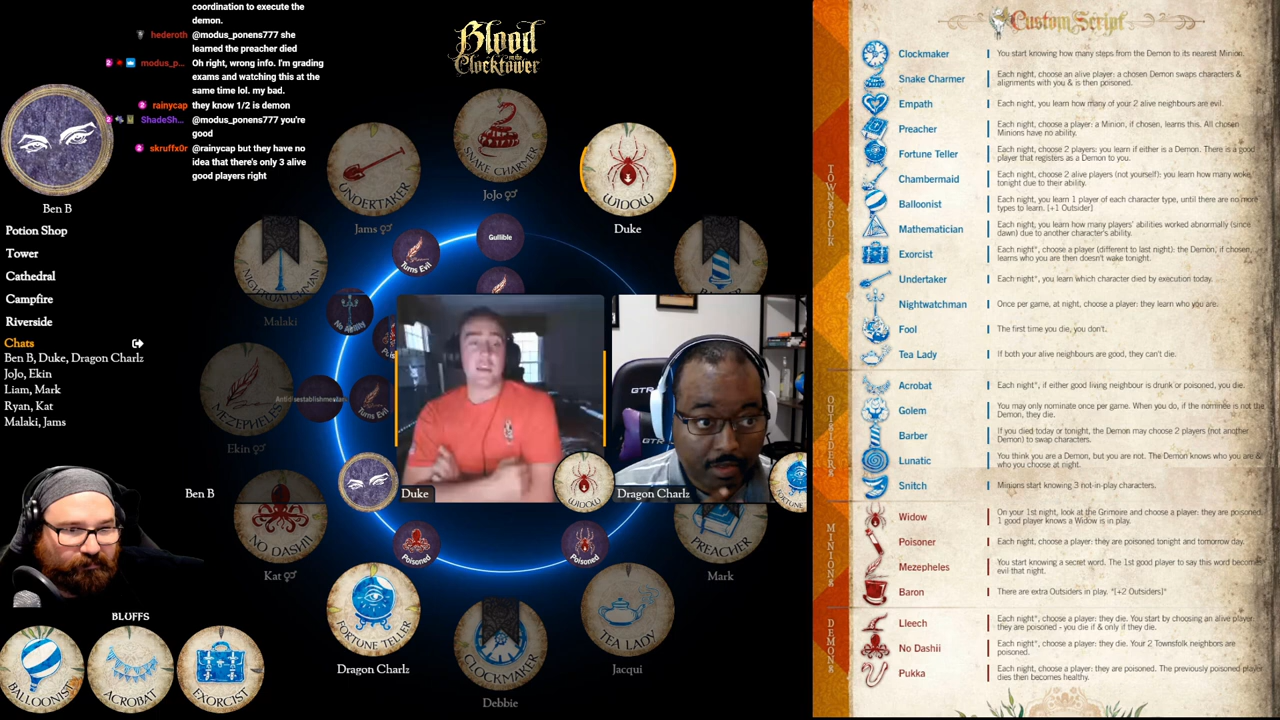 coordination to execute the
demon.
hederoth @modus_ponens777 she
learned the preacher died
modus_p... Oh right, wrong info. I'm grading
exams and watching this at the
same time lol. my bad.
rainycap they know 1/2 is demon
ShadeSh... @modus_ponens777 you're
good
skruffx0r @rainycap but they have no
idea that there's only 3 alive
good players right
Ben B
Potion Shop
Tower
Cathedral
Campfire
Riverside
Chats
Ben B, Duke, Dragon Charlz
JoJo, Ekin
Liam, Mark
Ryan, Kat
Malaki, Jams
Blood
on the
Clocktower
UNDERTAKER
Jams
SNAKE CHARMER
JoJo
WIDOW
Duke
NIGHTWATCHMAN
Malaki
Turns Evil
Gullible
No Ability
MEZEPHELES
Ekin
Antidisestablishmentarianism
Turns Evil
Ben B
NO DASHII
Kat
Poisoned
Poisoned
Duke
WIDOW
Dragon Charlz
FORTUNE
PREACHER
Mark
FORTUNE TELLER
Dragon Charlz
CLOCKMAKER
Debbie
TEA LADY
Jacqui
BLUFFS
BALLOONIST
ACROBAT
EXORCIST
Custom Script
TOWNSFOLK
Clockmaker You start knowing how many steps from the Demon to its nearest Minion.
Snake Charmer Each night, choose an alive player: a chosen Demon swaps characters &
alignments with you & is then poisoned.
Empath Each night, you learn how many of your 2 alive neighbours are evil.
Preacher Each night, choose a player: a Minion, if chosen, learns this. All chosen
Minions have no ability.
Fortune Teller Each night, choose 2 players: you learn if either is a Demon. There is a good
player that registers as a Demon to you.
Chambermaid Each night, choose 2 alive players (not yourself): you learn how many woke
tonight due to their ability.
Balloonist Each night, you learn 1 player of each character type, until there are no more
types to learn. [+1 Outsider]
Mathematician Each night, you learn how many players' abilities worked abnormally (since
dawn) due to another character's ability.
Exorcist Each night*, choose a player (different to last night): the Demon, if chosen,
learns who you are then doesn't wake tonight.
Undertaker Each night*, you learn which character died by execution today.
Nightwatchman Once per game, at night, choose a player: they learn who you are.
Fool The first time you die, you don't.
Tea Lady If both your alive neighbours are good, they can't die.
OUTSIDERS
Acrobat Each night*, if either good living neighbour is drunk or poisoned, you die.
Golem You may only nominate once per game. When you do, if the nominee is not the
Demon, they die.
Barber If you died today or tonight, the Demon may choose 2 players (not another
Demon) to swap characters.
Lunatic You think you are a Demon, but you are not. The Demon knows who you are &
who you choose at night.
Snitch Minions start knowing 3 not-in-play characters.
MINIONS
Widow On your 1st night, look at the Grimoire and choose a player: they are poisoned.
1 good player knows a Widow is in play.
Poisoner Each night, choose a player: they are poisoned tonight and tomorrow day.
Mezepheles You start knowing a secret word. The 1st good player to say this word becomes
evil that night.
Baron There are extra Outsiders in play. *[+2 Outsiders]*
DEMONS
Lleech Each night*, choose a player: they die. You start by choosing an alive player:
they are poisoned - you die if & only if they die.
No Dashii Each night*, choose a player: they die. Your 2 Townsfolk neighbors are
poisoned.
Pukka Each night, choose a player: they are poisoned. The previously poisoned player
dies then becomes healthy.